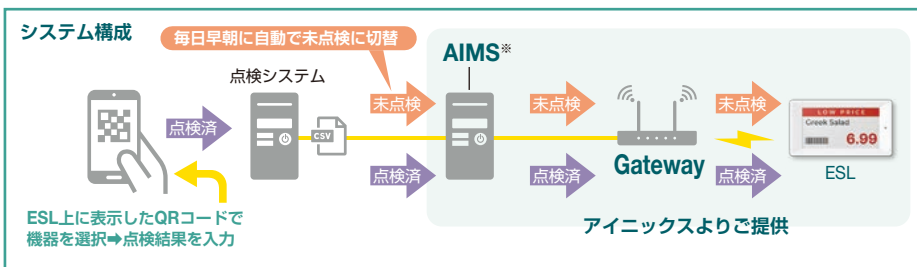 システム構成
毎日早朝に自動で未点検に切替
AIMS※
点検システム
未点検
未点検
未点検
点検済
CSV
LOW PRICE
Greek Salad
6.99
点検済
点検済
Gateway
点検済
ESL
ESL上に表示したQRコードで
機器を選択➡点検結果を入力
アイニックスよりご提供